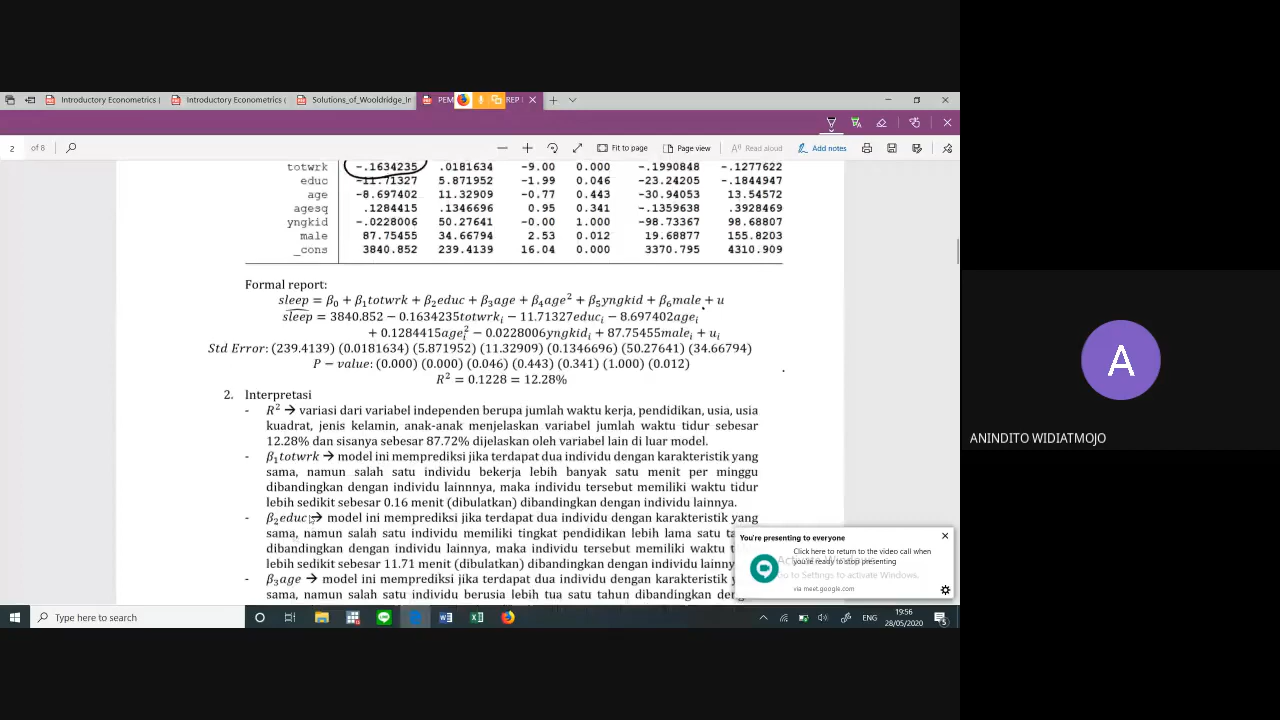 Introductory Econometrics (
Introductory Econometrics (
Solutions_of_Wooldridge_In
PEM
REP
2 of 8
Fit to page
Page view
Read aloud
Add notes
totwrk -.1634235 .0181634 -9.00 0.000 -.1990848 -.1277622
educ -11.71327 5.871952 -1.99 0.046 -23.24205 -.1844947
age -8.697402 11.32909 -0.77 0.443 -30.94053 13.54572
agesq .1284415 .1346696 0.95 0.341 -.1359638 .3928469
yngkid -.0228006 50.27641 -0.00 1.000 -98.73367 98.68807
male 87.75455 34.66794 2.53 0.012 19.68877 155.8203
_cons 3840.852 239.4139 16.04 0.000 3370.795 4310.909
Formal report:
sleep = β₀ + β₁totwrk + β₂educ + β₃age + β₄age² + β₅yngkid + β₆male + u
sleep = 3840.852 − 0.1634235totwrkᵢ − 11.71327educᵢ − 8.697402ageᵢ
+ 0.1284415ageᵢ² − 0.0228006yngkidᵢ + 87.75455maleᵢ + uᵢ
Std Error: (239.4139) (0.0181634) (5.871952) (11.32909) (0.1346696) (50.27641) (34.66794)
P − value: (0.000) (0.000) (0.046) (0.443) (0.341) (1.000) (0.012)
R² = 0.1228 = 12.28%
2. Interpretasi
- R² → variasi dari variabel independen berupa jumlah waktu kerja, pendidikan, usia, usia
kuadrat, jenis kelamin, anak-anak menjelaskan variabel jumlah waktu tidur sebesar
12.28% dan sisanya sebesar 87.72% dijelaskan oleh variabel lain di luar model.
- β₁totwrk → model ini memprediksi jika terdapat dua individu dengan karakteristik yang
sama, namun salah satu individu bekerja lebih banyak satu menit per minggu
dibandingkan dengan individu lainnnya, maka individu tersebut memiliki waktu tidur
lebih sedikit sebesar 0.16 menit (dibulatkan) dibandingkan dengan individu lainnya.
- β₂educ → model ini memprediksi jika terdapat dua individu dengan karakteristik yang
sama, namun salah satu individu memiliki tingkat pendidikan lebih lama satu
dibandingkan dengan individu lainnya, maka individu tersebut memiliki waktu
lebih sedikit sebesar 11.71 menit (dibulatkan) dibandingkan dengan individu
- β₃age → model ini memprediksi jika terdapat dua individu dengan karakteristik
sama, namun salah satu individu berusia lebih tua satu tahun dibandingkan
You're presenting to everyone
Click here to return to the video call when
you're ready to stop presenting
via meet.google.com
Activate Windows
Go to Settings to activate Windows.
A
ANINDITO WIDIATMOJO
Type here to search
ENG
19:56
28/05/2020
5